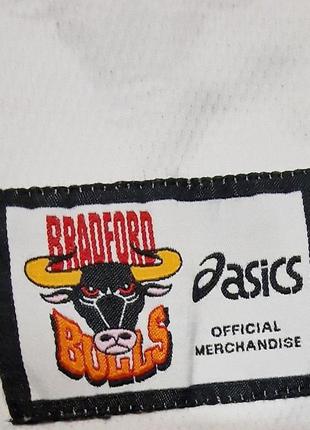 BRADFORD
BULLS
asics
OFFICIAL
MERCHANDISE